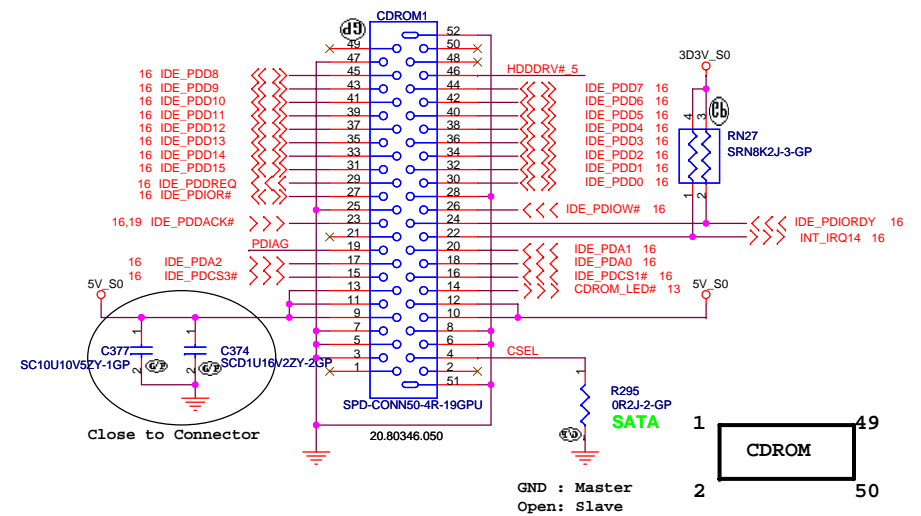 CDROM1
GP
52
49 50
47 48
45 46 HDDDRV#_5
3D3V_S0
16 IDE_PDD8 43 44 IDE_PDD7 16
16 IDE_PDD9 41 42 IDE_PDD6 16
16 IDE_PDD10 39 40 IDE_PDD5 16
16 IDE_PDD11 37 38 IDE_PDD4 16
16 IDE_PDD12 35 36 IDE_PDD3 16
16 IDE_PDD13 33 34 IDE_PDD2 16
16 IDE_PDD14 31 32 IDE_PDD1 16
16 IDE_PDD15 29 30 IDE_PDD0 16
16 IDE_PDDREQ 27 28
16 IDE_PDIOR# 25 26 IDE_PDIOW# 16
4 3
RN27
SRN8K2J-3-GP
1 2
16,19 IDE_PDDACK# 23 24 IDE_PDIORDY 16
21 22 INT_IRQ14 16
PDIAG 19 20 IDE_PDA1 16
16 IDE_PDA2 17 18 IDE_PDA0 16
16 IDE_PDCS3# 15 16 IDE_PDCS1# 16
13 14 CDROM_LED# 13
5V_S0 11 12 5V_S0
9 10
7 8
5 6
3 4 CSEL
1 2
51
1 1
C377
SC10U10V5ZY-1GP
2 GP
C374
SCD1U16V2ZY-2GP
2 GP
Close to Connector
SPD-CONN50-4R-19GPU
20.80346.050
1
R295
0R2J-2-GP
SATA
GND : Master
Open: Slave
1 49
CDROM
2 50